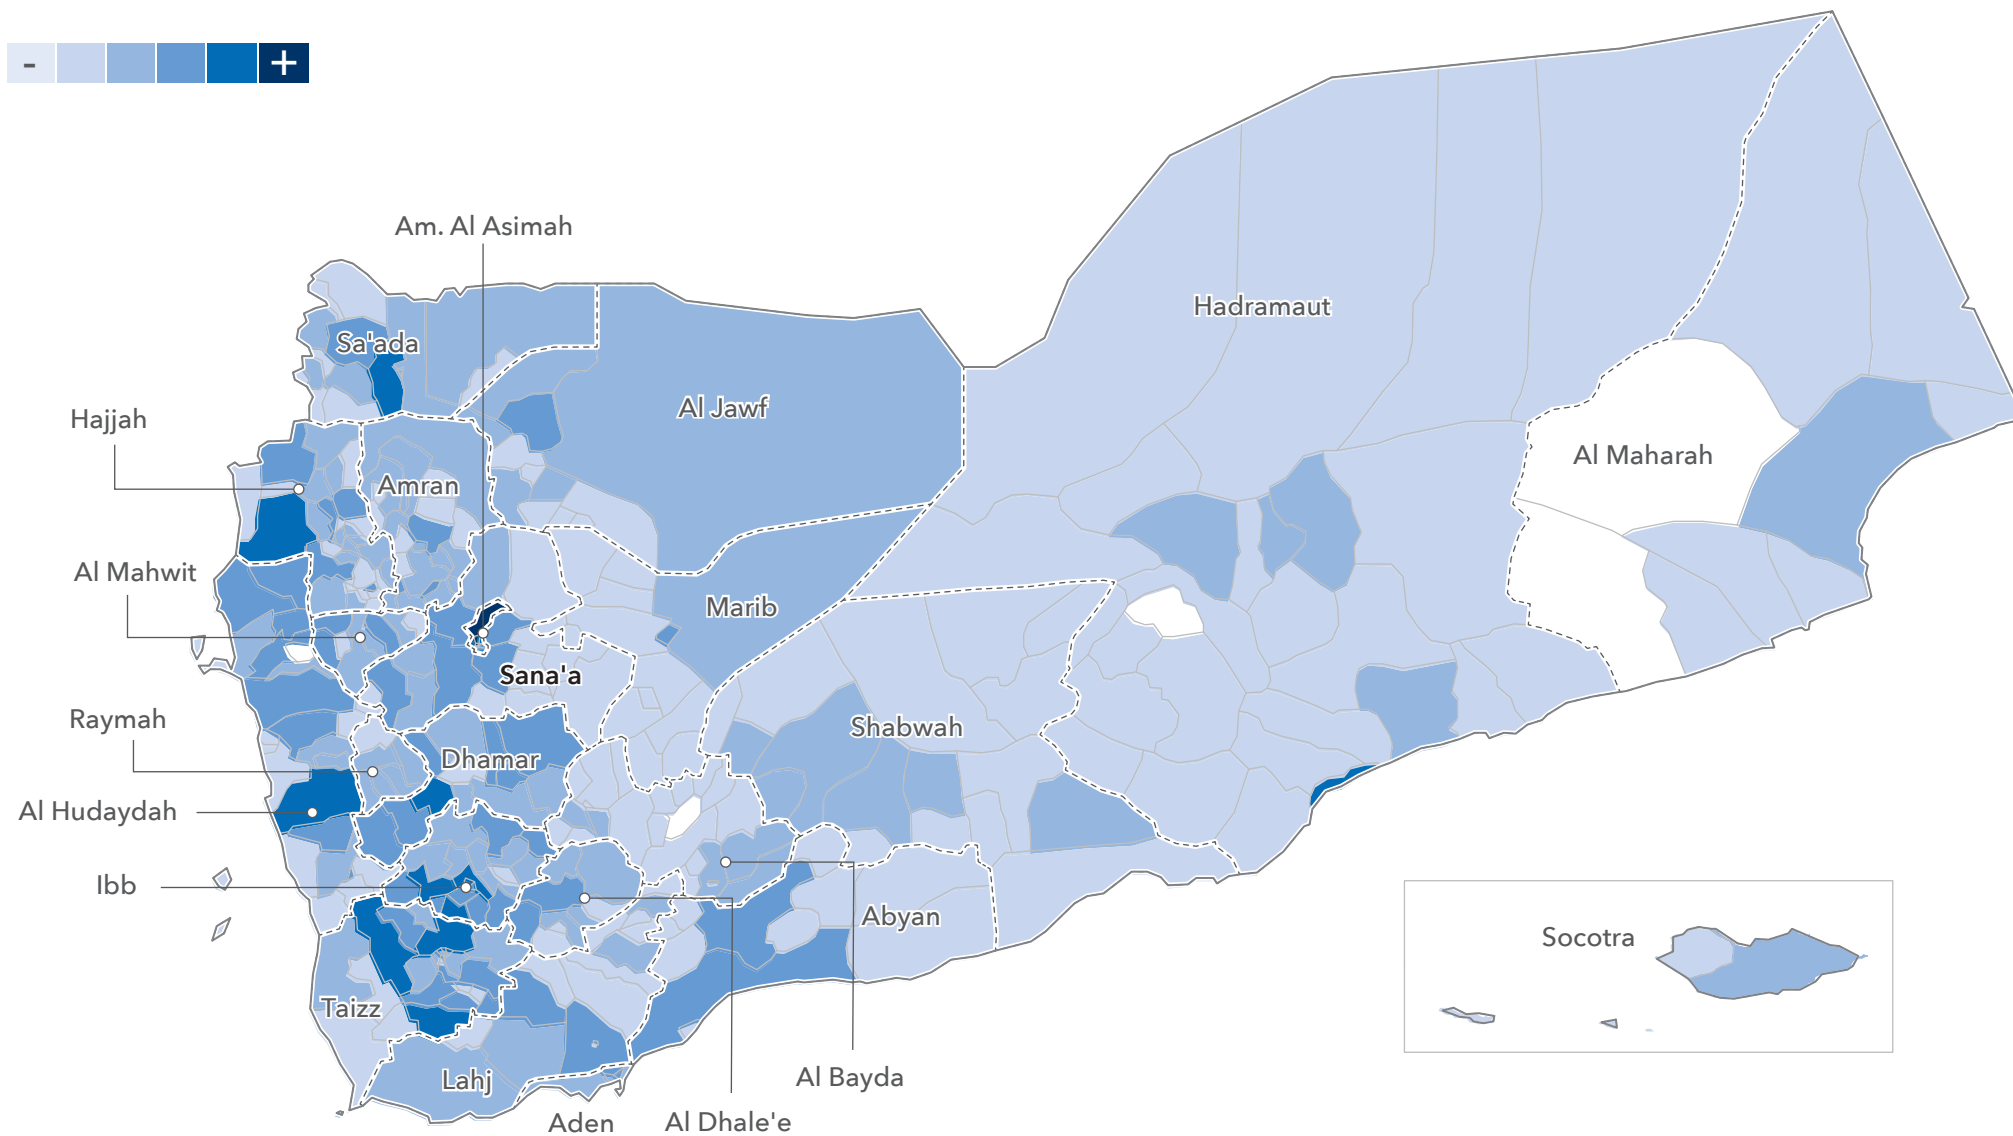 - +
Am. Al Asimah
Hadramaut
Sa'ada
Al Jawf
Hajjah
Al Maharah
Amran
Al Mahwit
Marib
Sana'a
Raymah
Shabwah
Dhamar
Al Hudaydah
Ibb
Abyan
Socotra
Taizz
Lahj
Al Bayda
Aden
Al Dhale'e